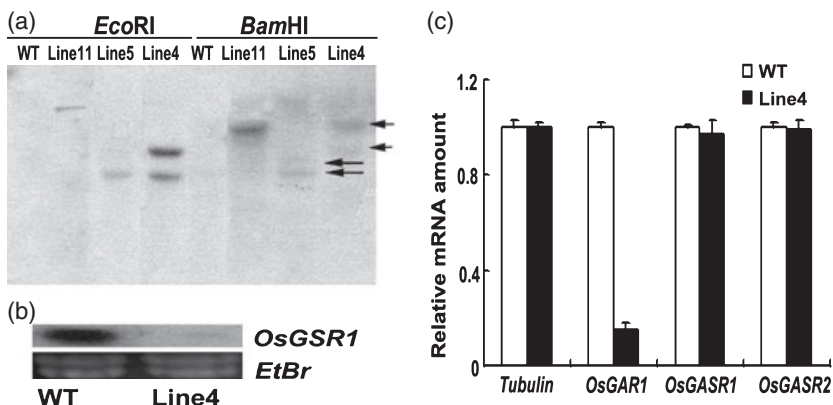 (a)
EcoRI BamHI
WT Line11 Line5 Line4 WT Line11 Line5 Line4
(b)
OsGSR1
EtBr
WT Line4
(c)
Relative mRNA amount
1.2
0.8
0.4
0
WT
Line4
Tubulin OsGAR1 OsGASR1 OsGASR2